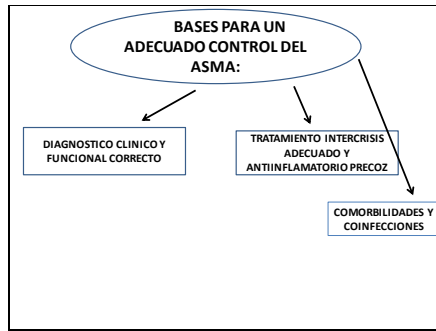 BASES PARA UN
ADECUADO CONTROL DEL
ASMA:
DIAGNOSTICO CLINICO Y
FUNCIONAL CORRECTO
TRATAMIENTO INTERCRISIS
ADECUADO Y
ANTIINFLAMATORIO PRECOZ
COMORBILIDADES Y
COINFECCIONES